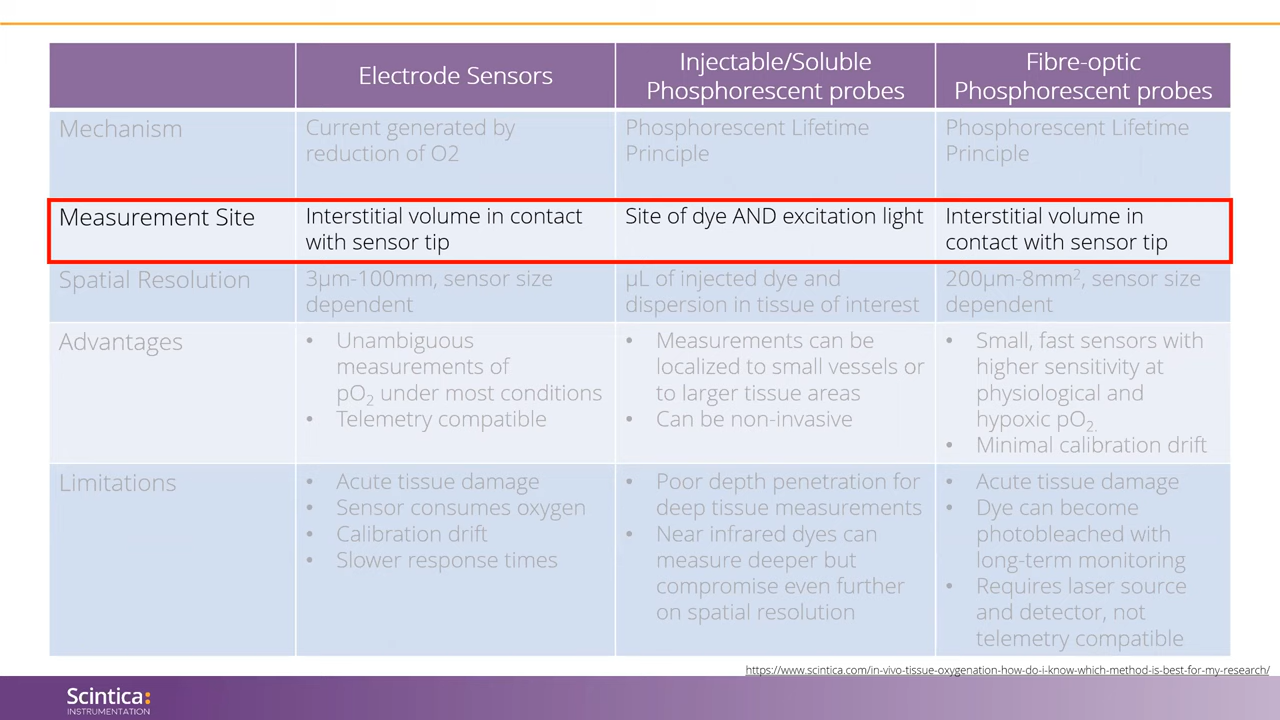 Electrode Sensors
Injectable/Soluble
Phosphorescent probes
Fibre-optic
Phosphorescent probes
Mechanism
Current generated by
reduction of O2
Phosphorescent Lifetime
Principle
Phosphorescent Lifetime
Principle
Measurement Site
Interstitial volume in contact
with sensor tip
Site of dye AND excitation light
Interstitial volume in
contact with sensor tip
Spatial Resolution
3µm-100mm, sensor size
dependent
µL of injected dye and
dispersion in tissue of interest
200µm-8mm², sensor size
dependent
Advantages
• Unambiguous
measurements of
pO₂ under most conditions
• Telemetry compatible
• Measurements can be
localized to small vessels or
to larger tissue areas
• Can be non-invasive
• Small, fast sensors with
higher sensitivity at
physiological and
hypoxic pO₂.
• Minimal calibration drift
Limitations
• Acute tissue damage
• Sensor consumes oxygen
• Calibration drift
• Slower response times
• Poor depth penetration for
deep tissue measurements
• Near infrared dyes can
measure deeper but
compromise even further
on spatial resolution
• Acute tissue damage
• Dye can become
photobleached with
long-term monitoring
• Requires laser source
and detector, not
telemetry compatible
https://www.scintica.com/in-vivo-tissue-oxygenation-how-do-i-know-which-method-is-best-for-my-research/
Scintica:
INSTRUMENTATION